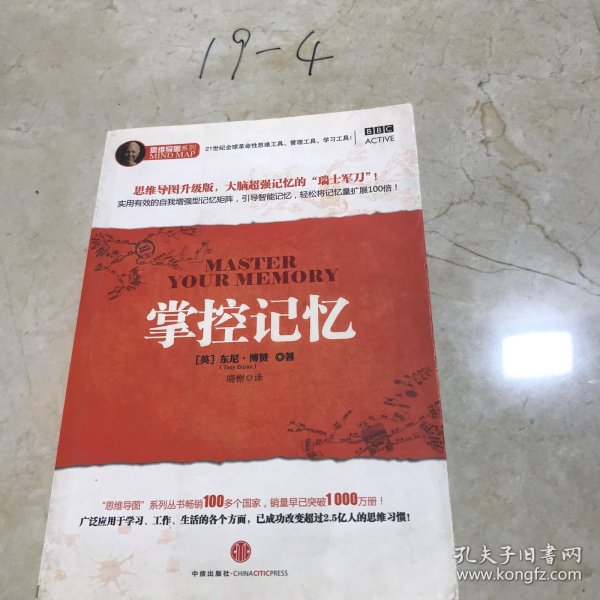 19-4
思维导图系列
MIND MAP
21世纪全球革命性思维工具、管理工具、学习工具!
BBC
ACTIVE
思维导图升级版，大脑超强记忆的“瑞士军刀”！
实用有效的自我增强型记忆矩阵，引导智能记忆，轻松将记忆量扩展100倍！
MASTER
YOUR MEMORY
掌控记忆
[英] 东尼·博赞 ◎著
(Tony Buzan)
晓榭◎译
“思维导图”系列丛书畅销100多个国家，销量早已突破1000万册！
广泛应用于学习、工作、生活的各个方面，已成功改变超过2.5亿人的思维习惯!
中信出版社·CHINACITICPRESS
孔夫子旧书网
www.kongfz.com